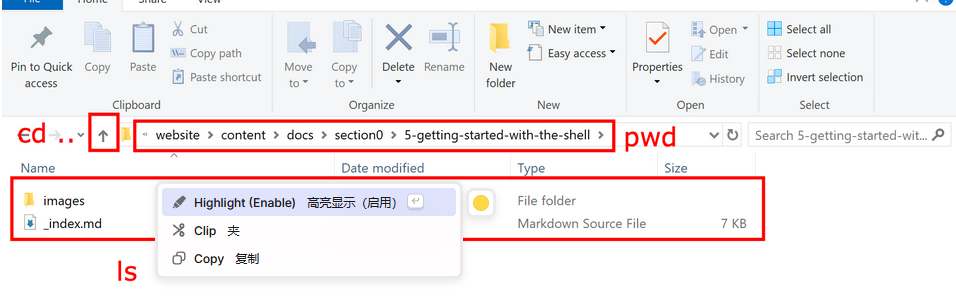 File Home Share View
Pin to Quick access
Copy
Paste
Cut
Copy path
Paste shortcut
Clipboard
Move to
Copy to
Delete
Rename
Organize
New folder
New item
Easy access
New
Properties
Open
Edit
History
Open
Select all
Select none
Invert selection
Select
cd ..
« website > content > docs > section0 > 5-getting-started-with-the-shell >
pwd
Search 5-getting-started-wit...
Name Date modified Type Size
images File folder
_index.md Markdown Source File 7 KB
Highlight (Enable) 高亮显示（启用）
Clip 夹
Copy 复制
ls